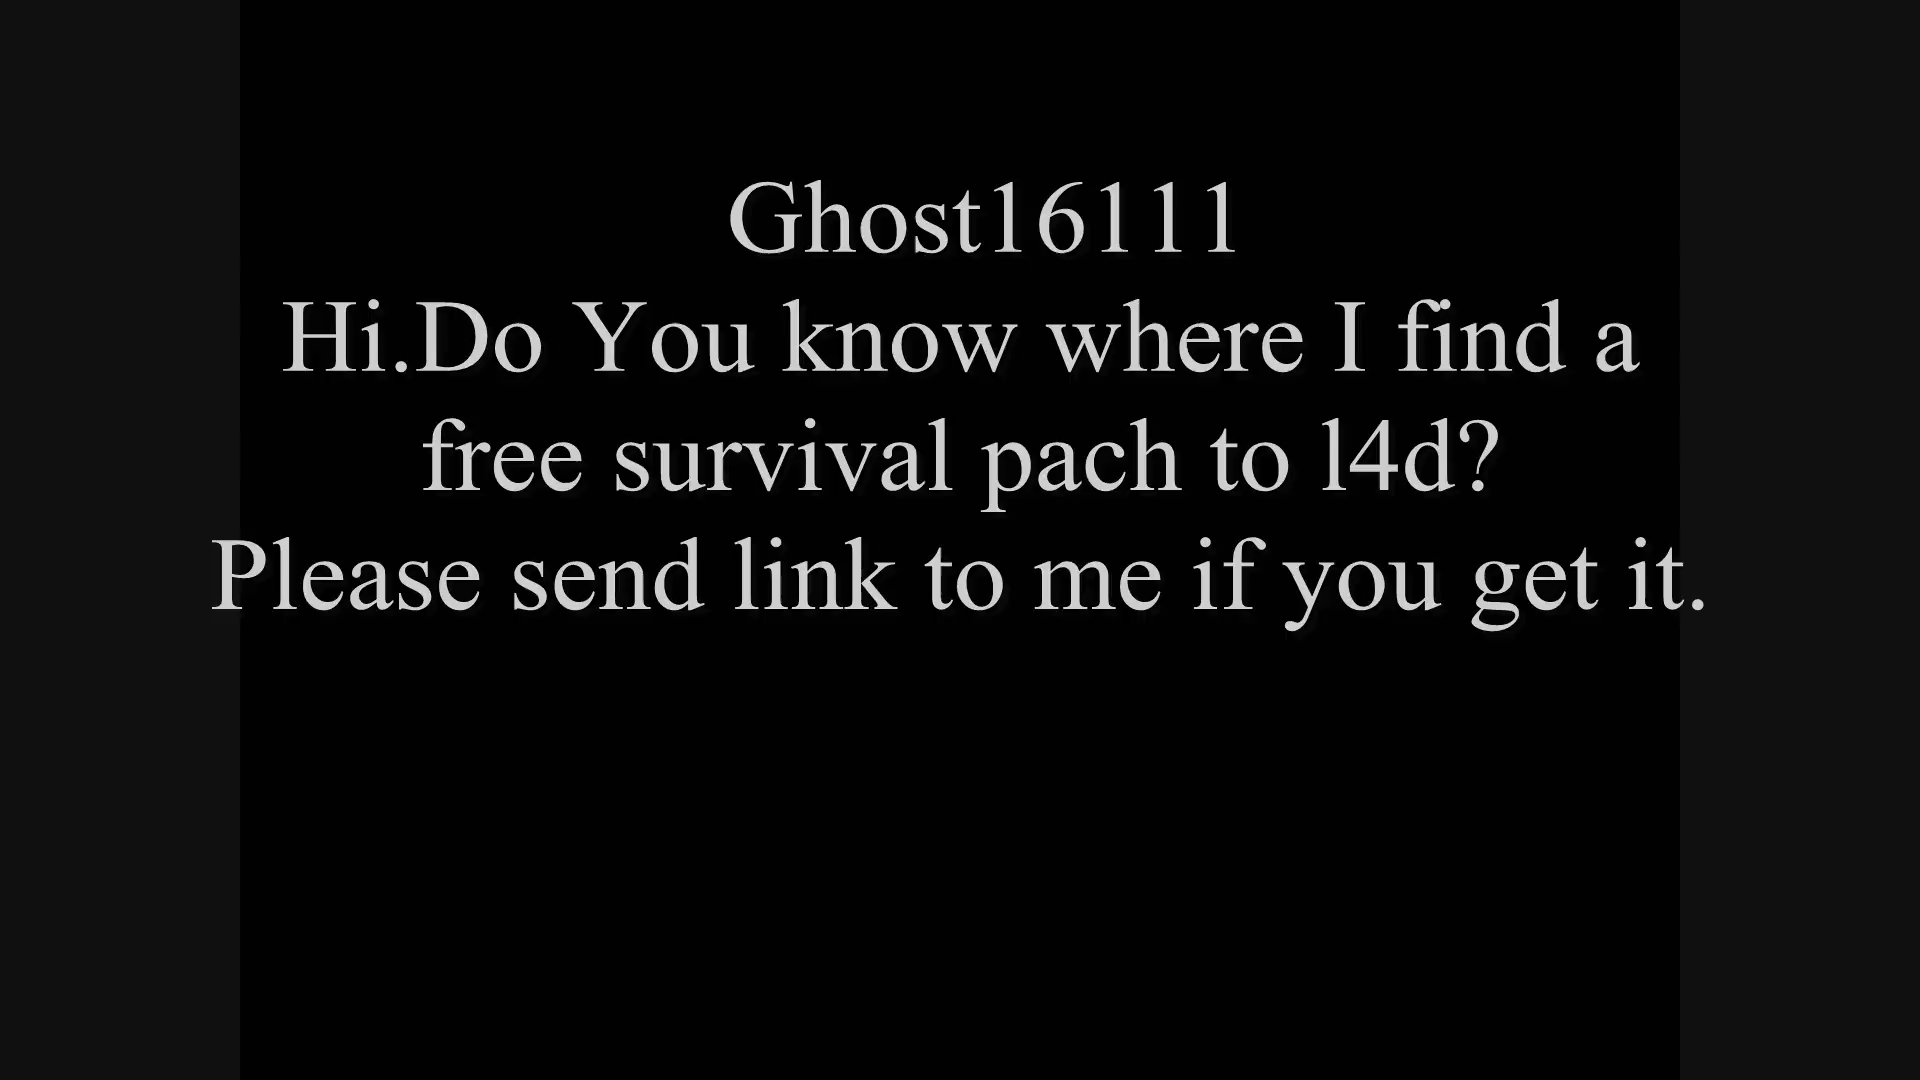 Ghost16111
Hi.Do You know where I find a
free survival pach to l4d?
Please send link to me if you get it.